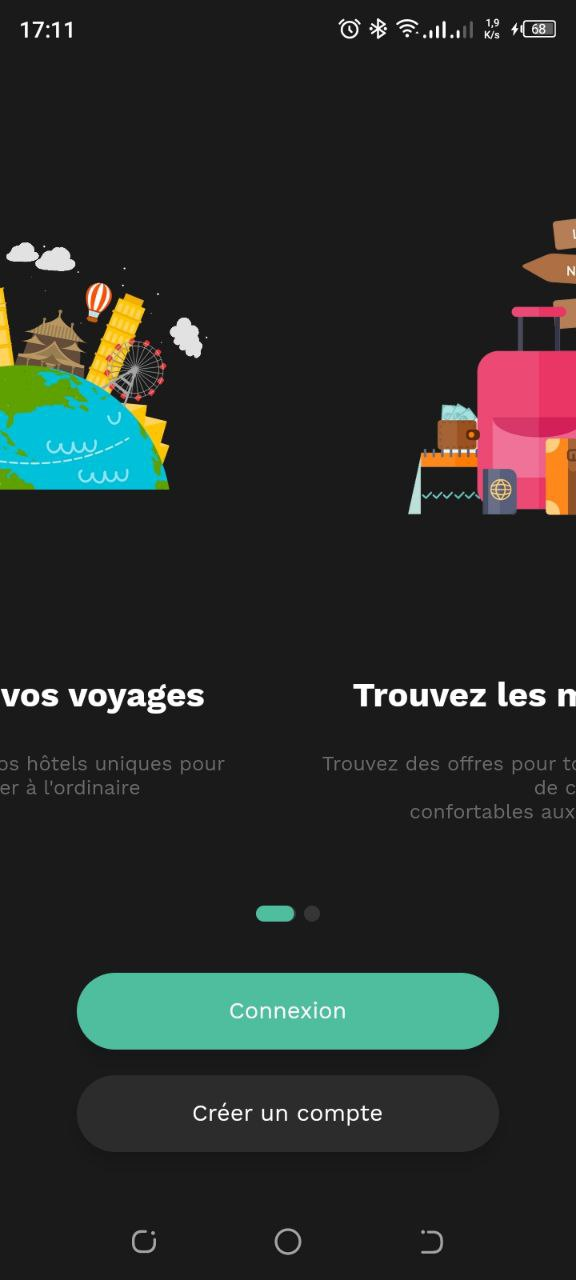 17:11
1,9
K/s
68
L
N
vos voyages
Trouvez les m
os hôtels uniques pour
er à l'ordinaire
Trouvez des offres pour to
de c
confortables aux
Connexion
Créer un compte